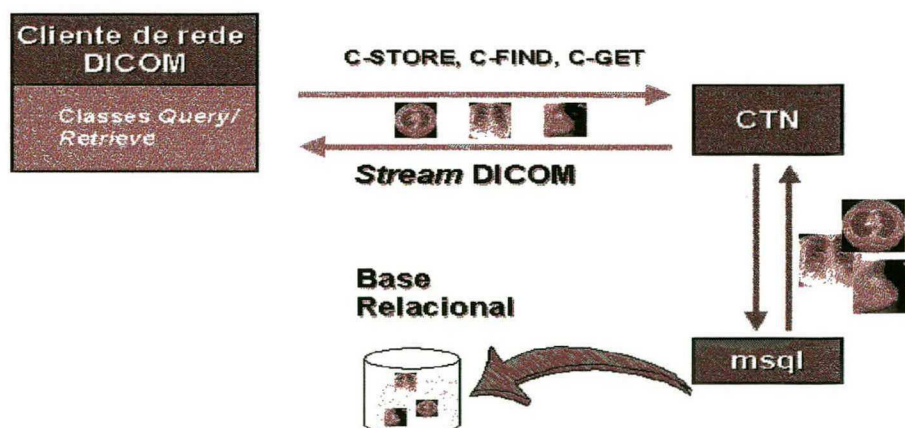 Cliente de rede
DICOM
Classes Query/
Retrieve
C-STORE, C-FIND, C-GET
Stream DICOM
CTN
Base
Relacional
msql